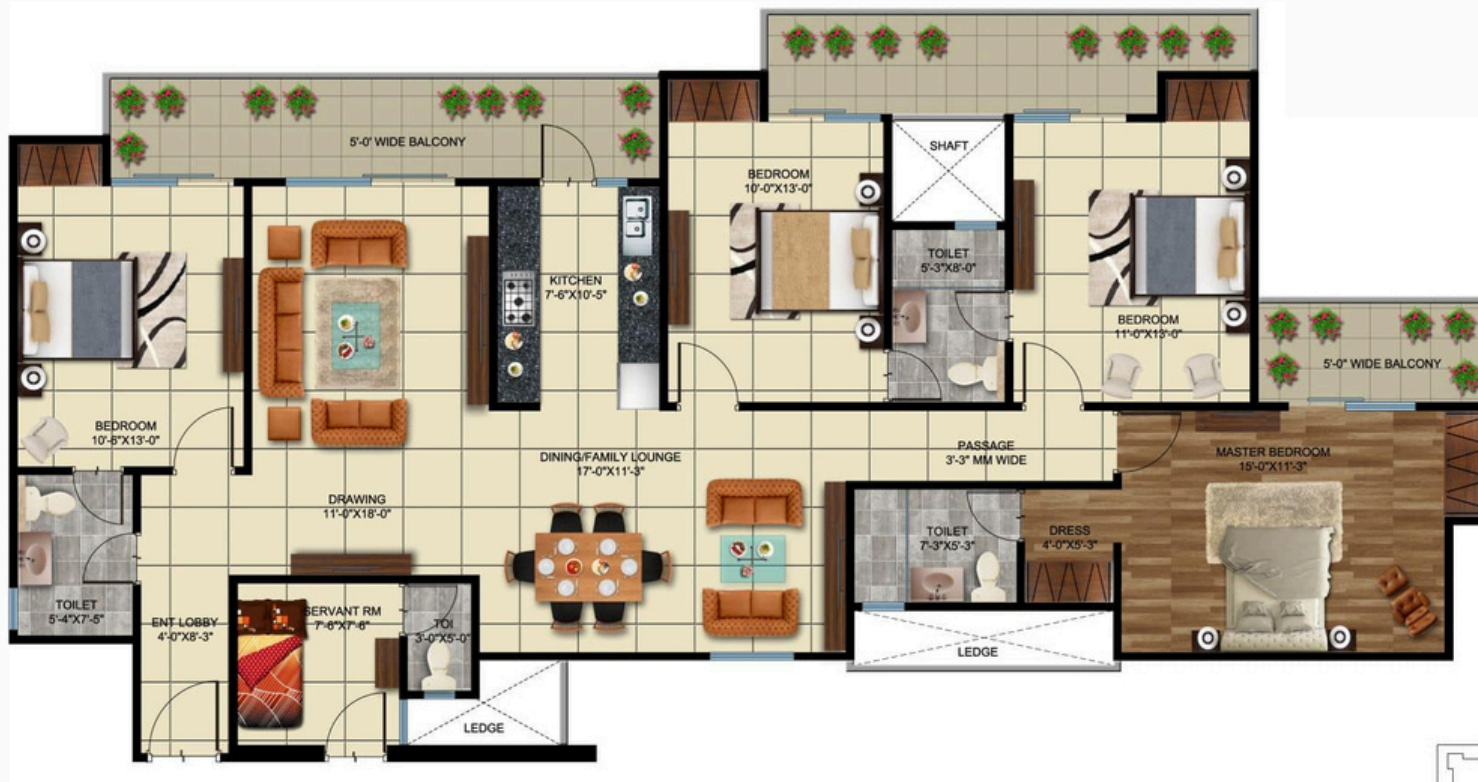 5'-0' WIDE BALCONY
SHAFT
BEDROOM
10'-0"X13'-0"
TOILET
5'-3"X8'-0"
KITCHEN
7'-6"X10'-5"
BEDROOM
11'-0"X13'-0"
5'-0" WIDE BALCONY
BEDROOM
10'-6"X13'-0"
DINING/FAMILY LOUNGE
17'-0"X11'-3"
PASSAGE
3'-3" MM WIDE
MASTER BEDROOM
15'-0"X11'-3"
DRAWING
11'-0"X18'-0"
TOILET
7'-3"X5'-3"
DRESS
4'-0"X5'-3"
TOILET
5'-4"X7'-5"
ENT LOBBY
4'-0"X8'-3"
SERVANT RM
7'-6"X7'-6"
TOI
3'-0"X5'-0"
LEDGE
LEDGE